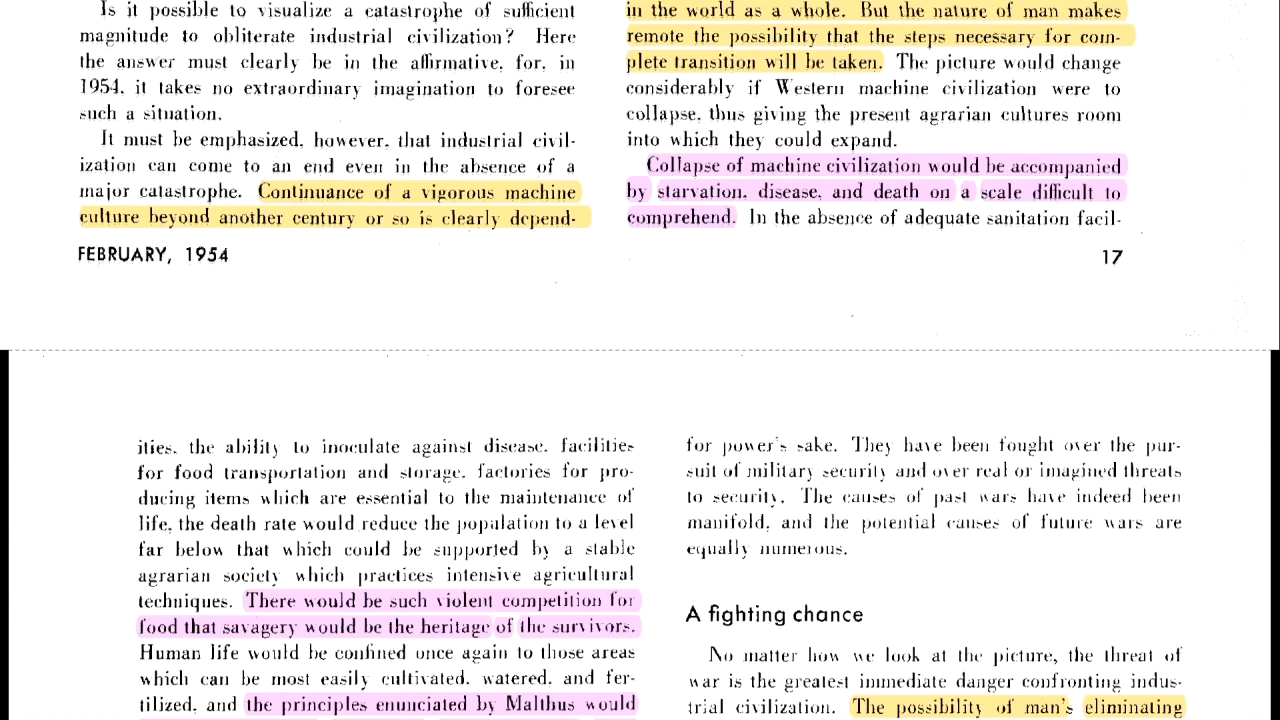 Is it possible to visualize a catastrophe of sufficient
magnitude to obliterate industrial civilization? Here
the answer must clearly be in the affirmative, for, in
1954, it takes no extraordinary imagination to foresee
such a situation.
It must be emphasized, however, that industrial civil-
ization can come to an end even in the absence of a
major catastrophe. Continuance of a vigorous machine
culture beyond another century or so is clearly depend-
FEBRUARY, 1954
in the world as a whole. But the nature of man makes
remote the possibility that the steps necessary for com-
plete transition will be taken. The picture would change
considerably if Western machine civilization were to
collapse, thus giving the present agrarian cultures room
into which they could expand.
Collapse of machine civilization would be accompanied
by starvation, disease, and death on a scale difficult to
comprehend. In the absence of adequate sanitation facil-
17
ities, the ability to inoculate against disease, facilities
for food transportation and storage, factories for pro-
ducing items which are essential to the maintenance of
life, the death rate would reduce the population to a level
far below that which could be supported by a stable
agrarian society which practices intensive agricultural
techniques. There would be such violent competition for
food that savagery would be the heritage of the survivors.
Human life would be confined once again to those areas
which can be most easily cultivated, watered, and fer-
tilized, and the principles enunciated by Malthus would
for power's sake. They have been fought over the pur-
suit of military security and over real or imagined threats
to security. The causes of past wars have indeed been
manifold, and the potential causes of future wars are
equally numerous.
A fighting chance
No matter how we look at the picture, the threat of
war is the greatest immediate danger confronting indus-
trial civilization. The possibility of man's eliminating